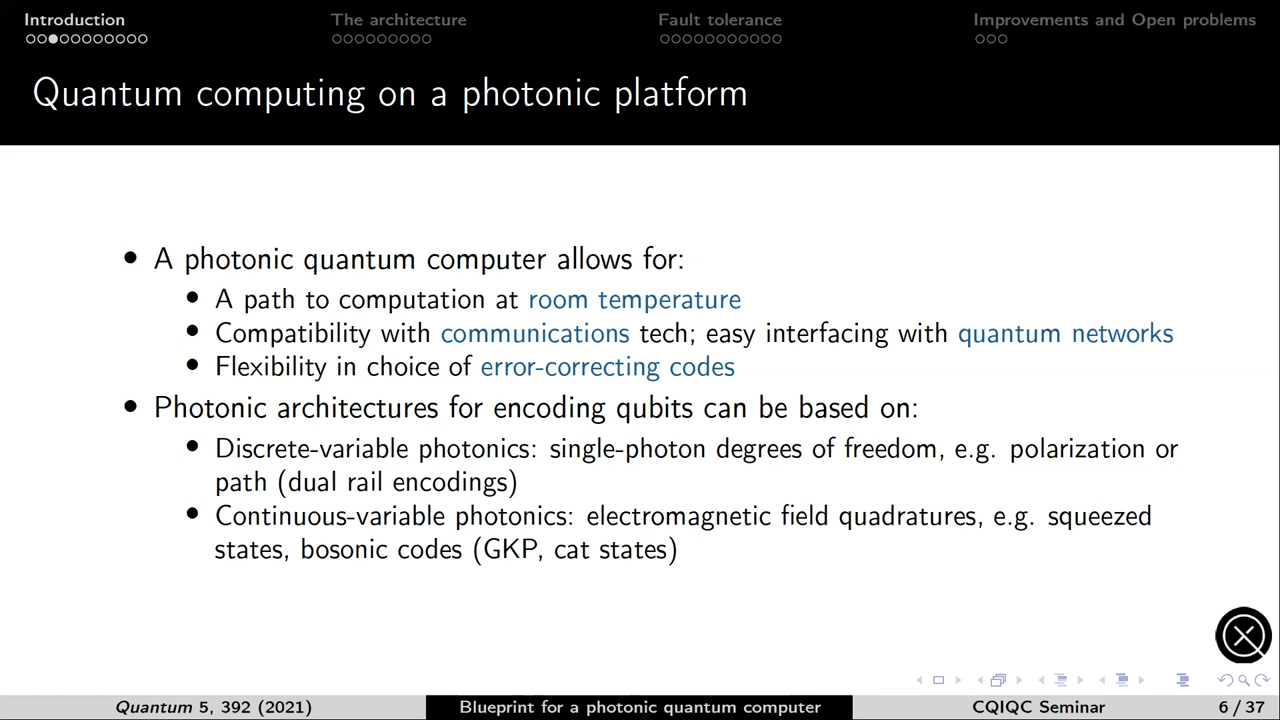 Introduction
The architecture
Fault tolerance
Improvements and Open problems
Quantum computing on a photonic platform
• A photonic quantum computer allows for:
• A path to computation at room temperature
• Compatibility with communications tech; easy interfacing with quantum networks
• Flexibility in choice of error-correcting codes
• Photonic architectures for encoding qubits can be based on:
• Discrete-variable photonics: single-photon degrees of freedom, e.g. polarization or
path (dual rail encodings)
• Continuous-variable photonics: electromagnetic field quadratures, e.g. squeezed
states, bosonic codes (GKP, cat states)
Quantum 5, 392 (2021)
Blueprint for a photonic quantum computer
CQIQC Seminar
6 / 37